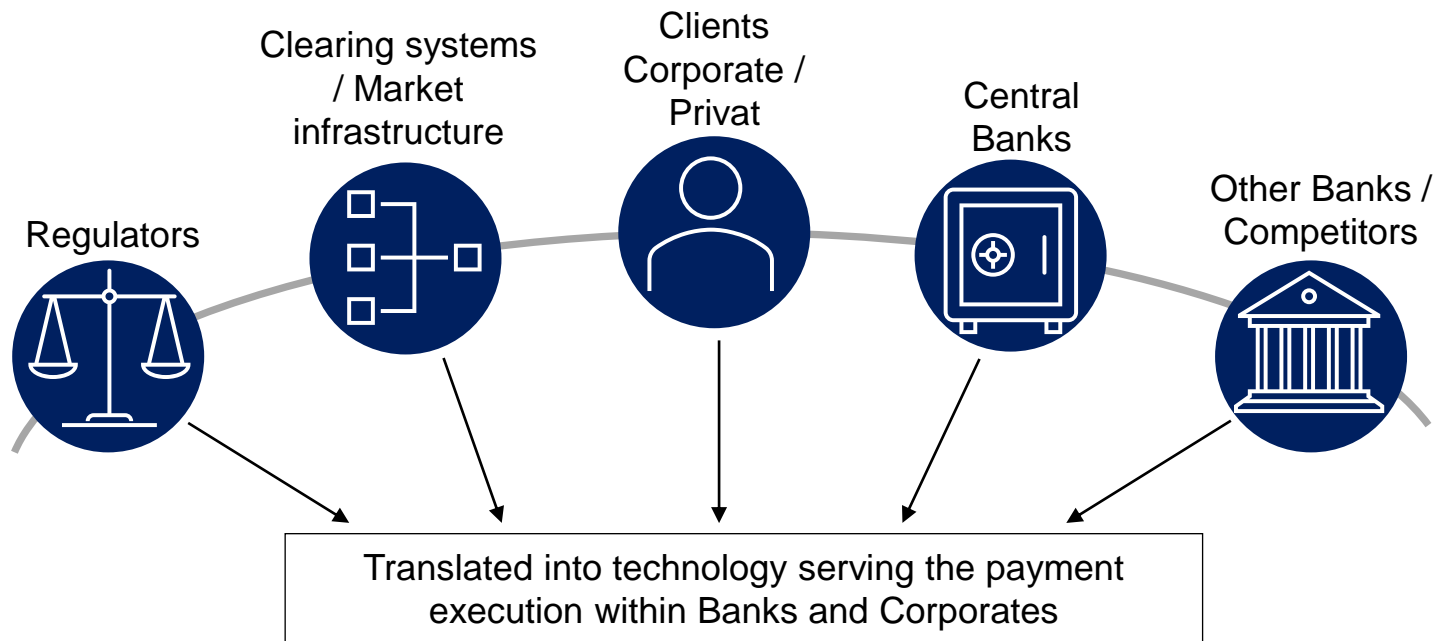 Regulators
Clearing systems
/ Market
infrastructure
Clients
Corporate /
Privat
Central
Banks
Other Banks /
Competitors
Translated into technology serving the payment
execution within Banks and Corporates